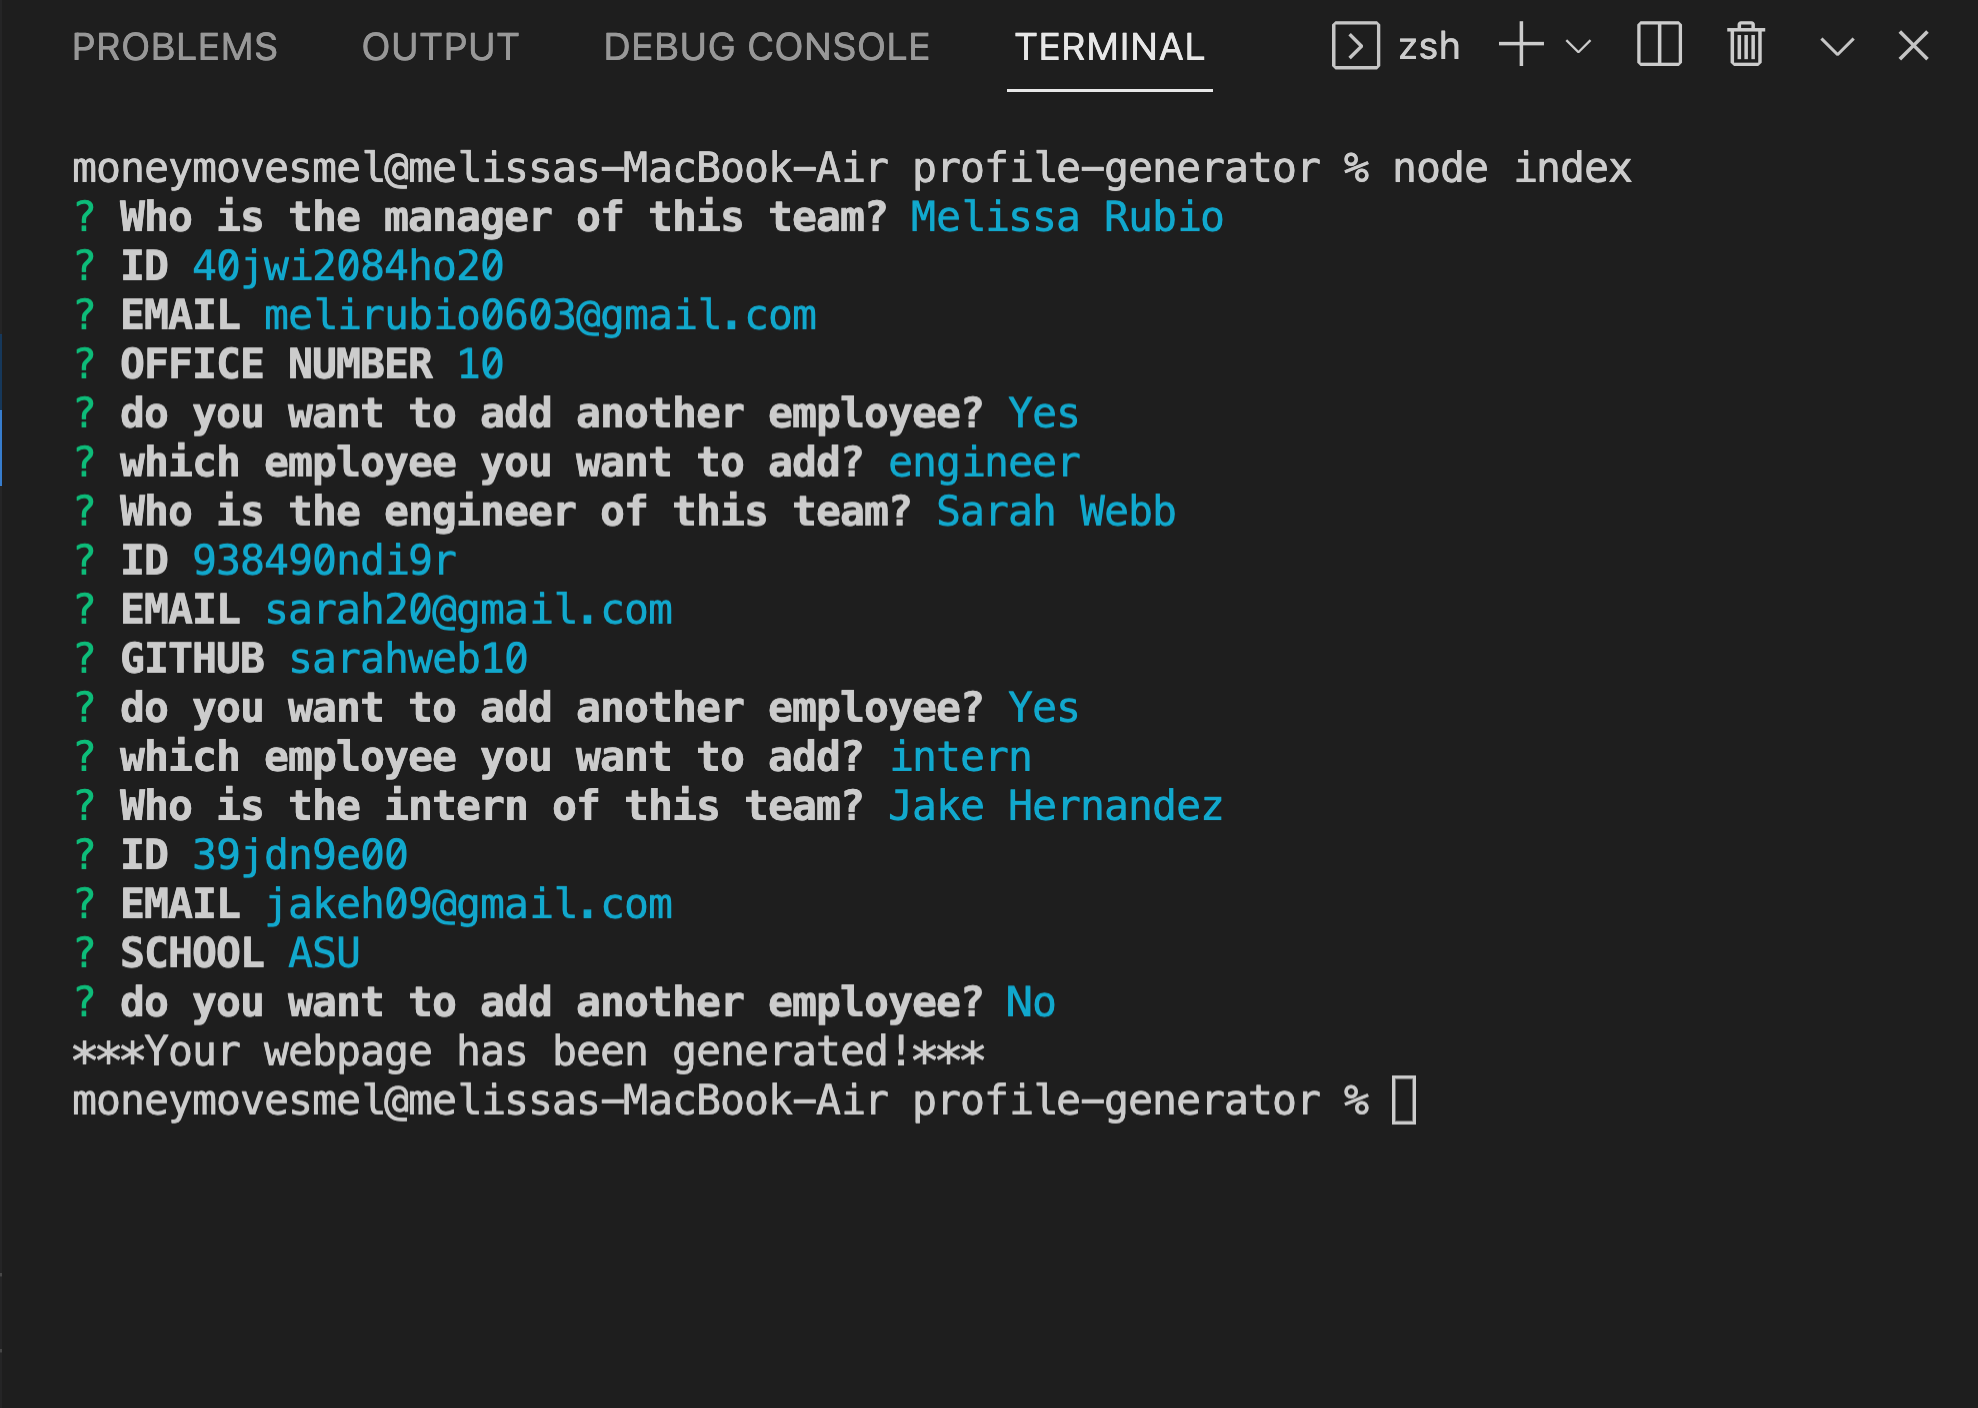 PROBLEMS OUTPUT DEBUG CONSOLE TERMINAL zsh
moneymovesmel@melissas-MacBook-Air profile-generator % node index
? Who is the manager of this team? Melissa Rubio
? ID 40jwi2084ho20
? EMAIL melirubio0603@gmail.com
? OFFICE NUMBER 10
? do you want to add another employee? Yes
? which employee you want to add? engineer
? Who is the engineer of this team? Sarah Webb
? ID 938490ndi9r
? EMAIL sarah20@gmail.com
? GITHUB sarahweb10
? do you want to add another employee? Yes
? which employee you want to add? intern
? Who is the intern of this team? Jake Hernandez
? ID 39jdn9e00
? EMAIL jakeh09@gmail.com
? SCHOOL ASU
? do you want to add another employee? No
***Your webpage has been generated!***
moneymovesmel@melissas-MacBook-Air profile-generator %